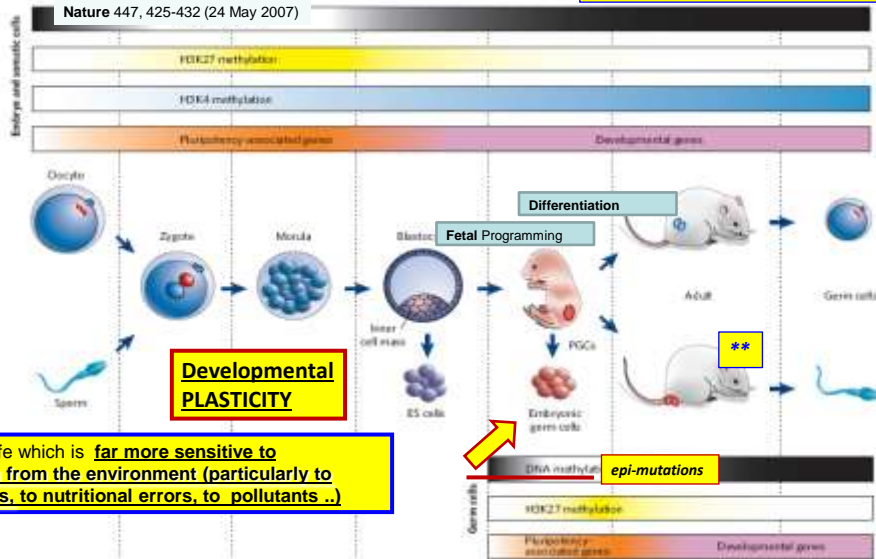 Nature 447, 425-432 (24 May 2007)
Embryo and somatic cells
H3K27 methylation
H3K4 methylation
Pluripotency-associated genes
Developmental genes
Oocyte
Differentiation
Zygote
Morula
Blastoc
Fetal Programming
Adult
Germ cells
Inner
cell mass
PGCs
**
Developmental
PLASTICITY
Sperm
ES cells
Embryonic
germ cells
fe which is far more sensitive to
from the environment (particularly to
s, to nutritional errors, to pollutants ..)
DNA methylatio
epi-mutations
Germ cells
H3K27 methylation
Pluripotency-
associated genes
Developmental genes